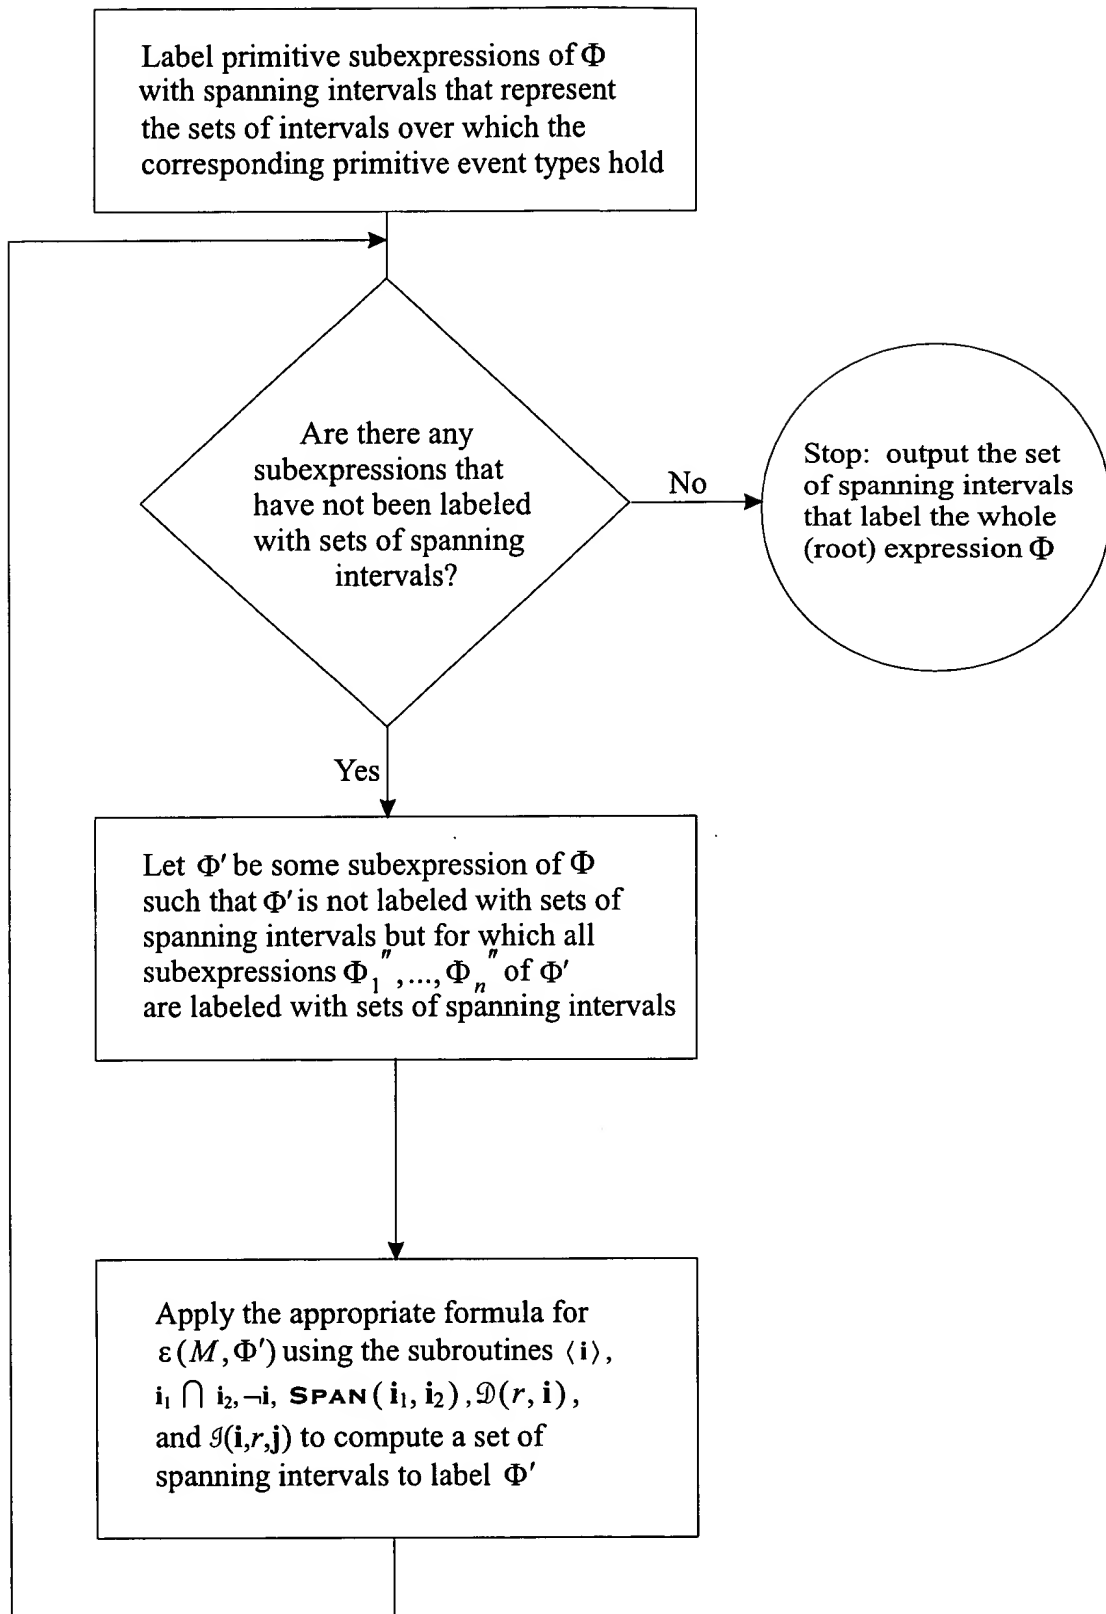 Label primitive subexpressions of Φ
with spanning intervals that represent
the sets of intervals over which the
corresponding primitive event types hold
Are there any
subexpressions that
have not been labeled
with sets of spanning
intervals?
No
Stop: output the set
of spanning intervals
that label the whole
(root) expression Φ
Yes
Let Φ′ be some subexpression of Φ
such that Φ′ is not labeled with sets of
spanning intervals but for which all
subexpressions Φ₁″,...,Φₙ″ of Φ′
are labeled with sets of spanning intervals
Apply the appropriate formula for
ε(M,Φ′) using the subroutines ⟨i⟩,
i₁ ⋂ i₂,¬i, SPAN(i₁, i₂),𝒟(r, i),
and ℐ(i,r,j) to compute a set of
spanning intervals to label Φ′